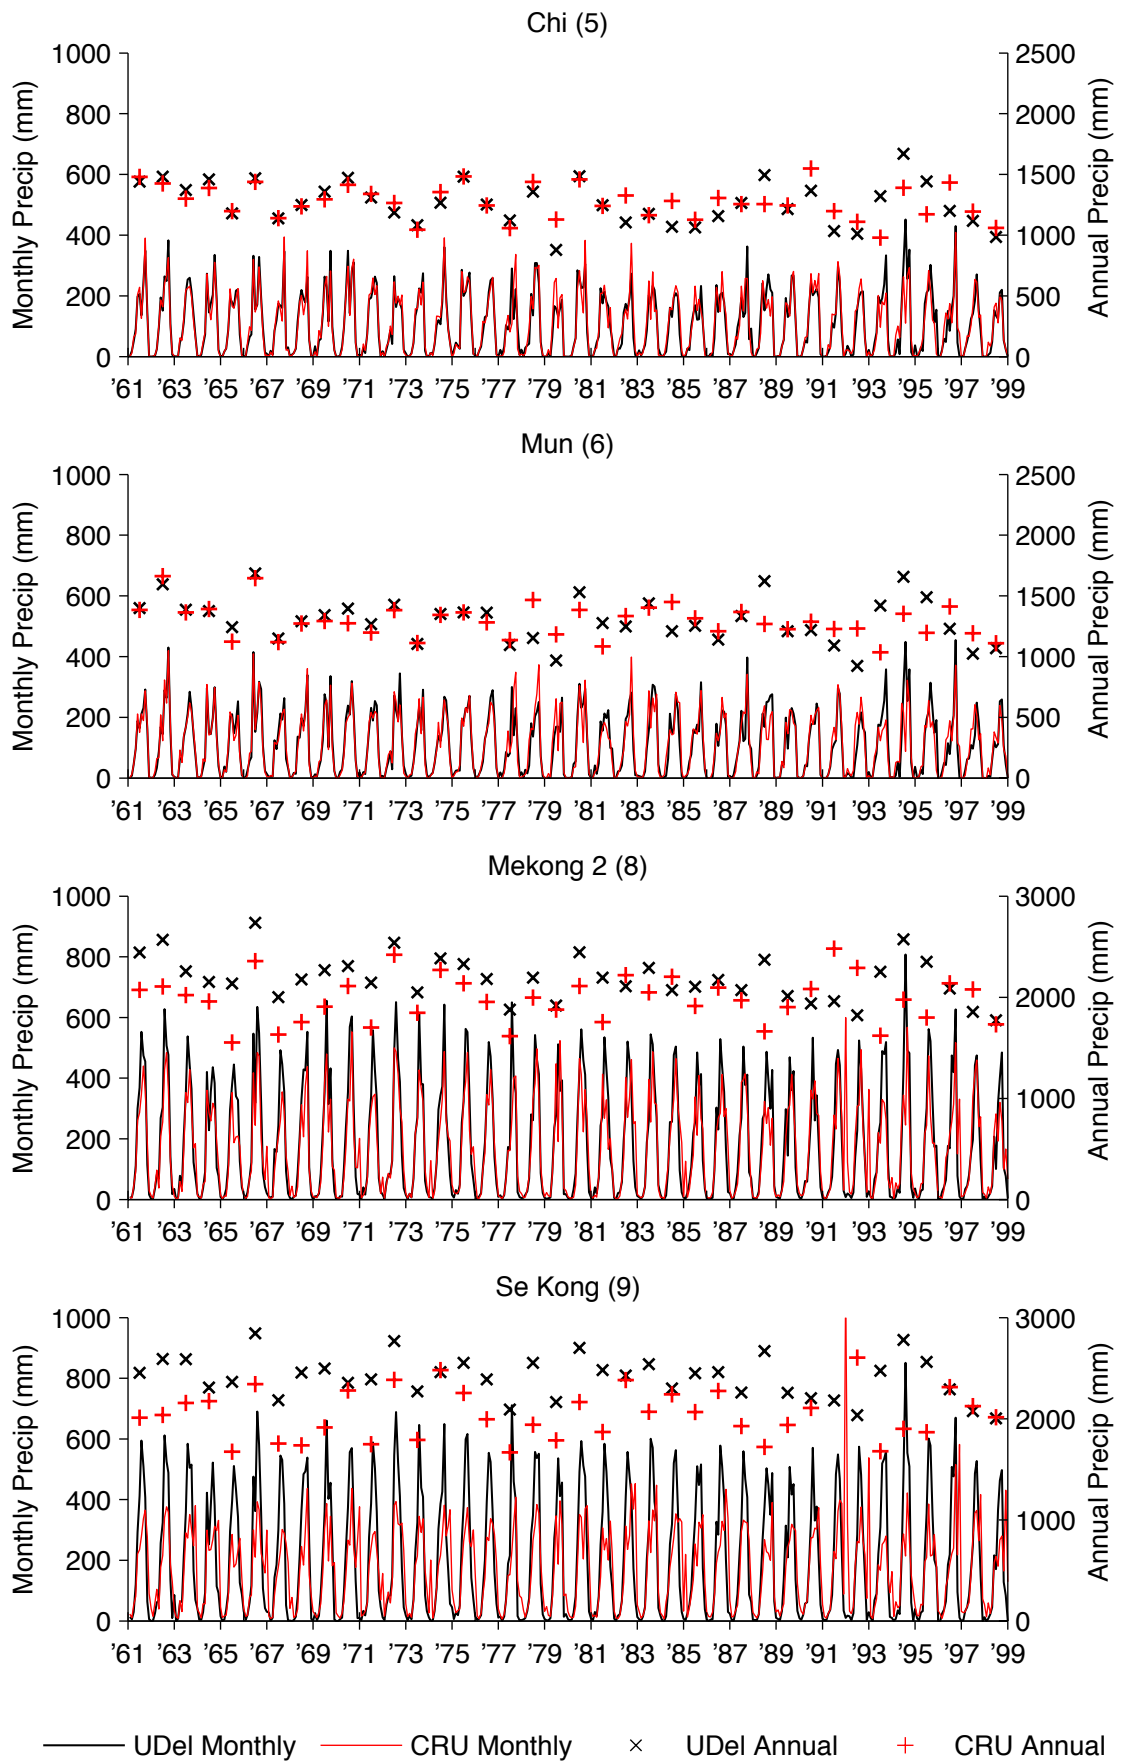 Chi (5)
1000 2500
800 2000
600 1500
400 1000
200 500
0 0
Monthly Precip (mm)
Annual Precip (mm)
'61 '63 '65 '67 '69 '71 '73 '75 '77 '79 '81 '83 '85 '87 '89 '91 '93 '95 '97 '99
Mun (6)
1000 2500
800 2000
600 1500
400 1000
200 500
0 0
Monthly Precip (mm)
Annual Precip (mm)
'61 '63 '65 '67 '69 '71 '73 '75 '77 '79 '81 '83 '85 '87 '89 '91 '93 '95 '97 '99
Mekong 2 (8)
1000 3000
800
600 2000
400 1000
200
0 0
Monthly Precip (mm)
Annual Precip (mm)
'61 '63 '65 '67 '69 '71 '73 '75 '77 '79 '81 '83 '85 '87 '89 '91 '93 '95 '97 '99
Se Kong (9)
1000 3000
800
600 2000
400 1000
200
0 0
Monthly Precip (mm)
Annual Precip (mm)
'61 '63 '65 '67 '69 '71 '73 '75 '77 '79 '81 '83 '85 '87 '89 '91 '93 '95 '97 '99
UDel Monthly CRU Monthly UDel Annual CRU Annual